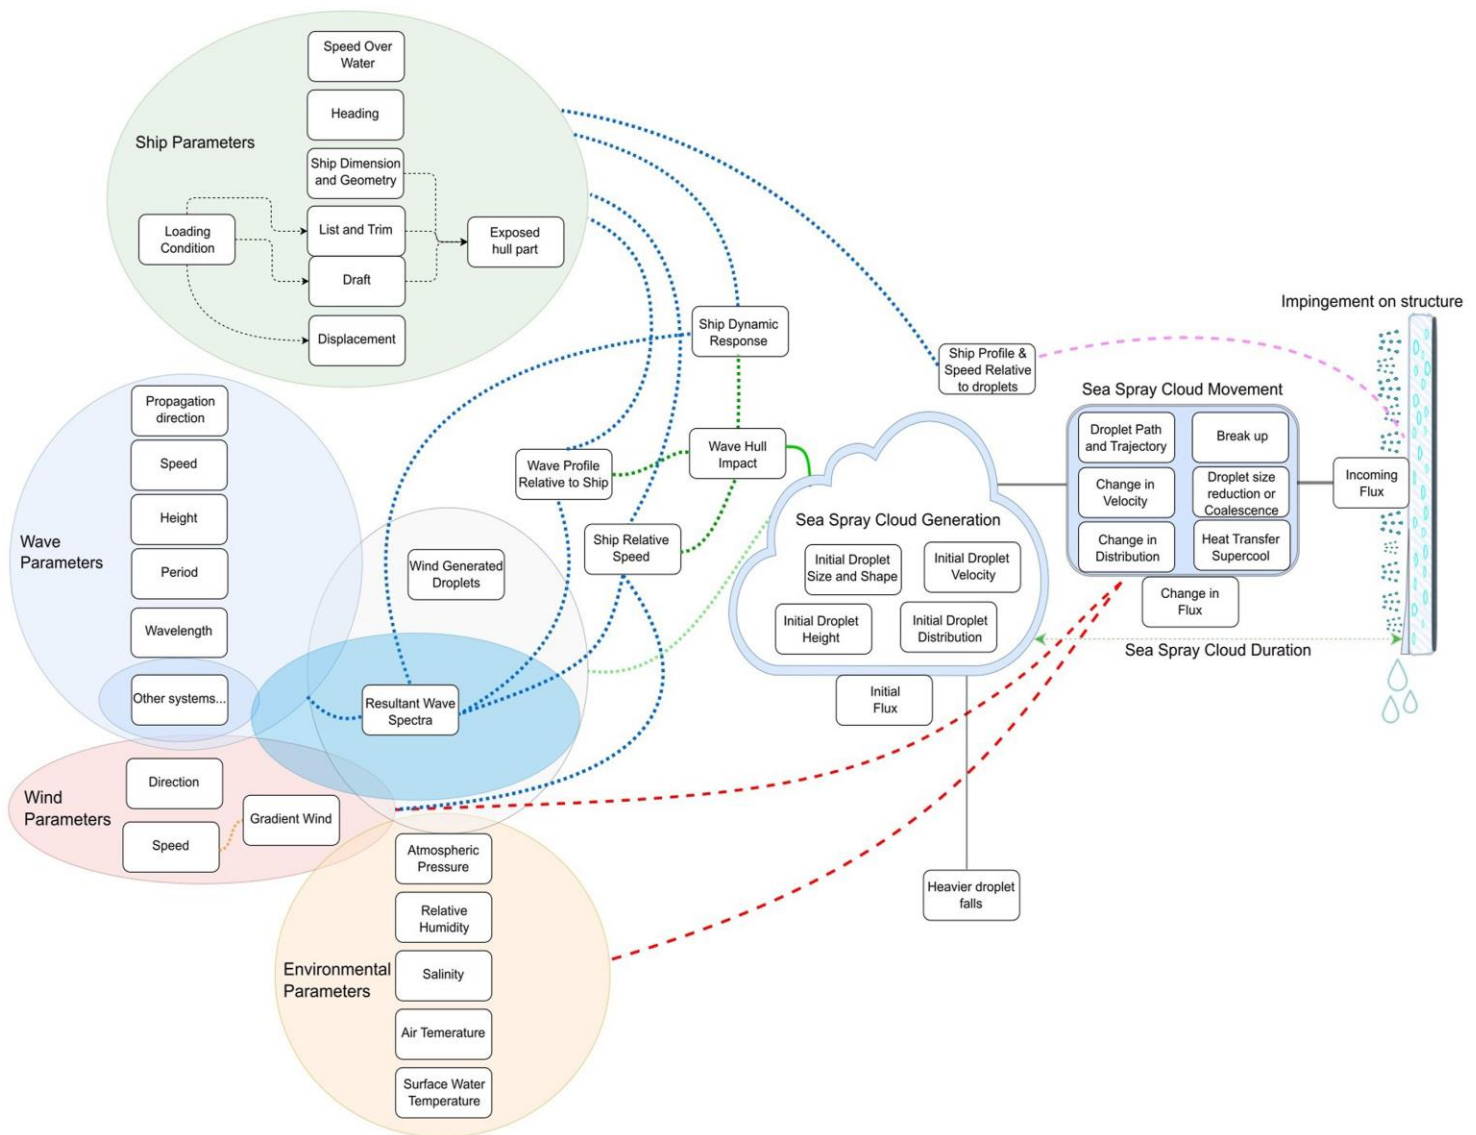 Speed Over
Water
Heading
Ship Parameters
Ship Dimension
and Geometry
Loading
Condition
List and Trim
Exposed
hull part
Draft
Displacement
Ship Dynamic
Response
Impingement on structure
Ship Profile &
Speed Relative
to droplets
Propagation
direction
Speed
Height
Wave
Parameters
Period
Wavelength
Other systems...
Wave Profile
Relative to Ship
Wave Hull
Impact
Ship Relative
Speed
Wind Generated
Droplets
Resultant Wave
Spectra
Sea Spray Cloud Generation
Initial Droplet
Size and Shape
Initial Droplet
Velocity
Initial Droplet
Height
Initial Droplet
Distribution
Initial
Flux
Sea Spray Cloud Movement
Droplet Path
and Trajectory
Break up
Change in
Velocity
Droplet size
reduction or
Coalescence
Change in
Distribution
Heat Transfer
Supercool
Incoming
Flux
Change in
Flux
Sea Spray Cloud Duration
Wind
Parameters
Direction
Speed
Gradient Wind
Heavier droplet
falls
Environmental
Parameters
Atmospheric
Pressure
Relative
Humidity
Salinity
Air Temerature
Surface Water
Temperature